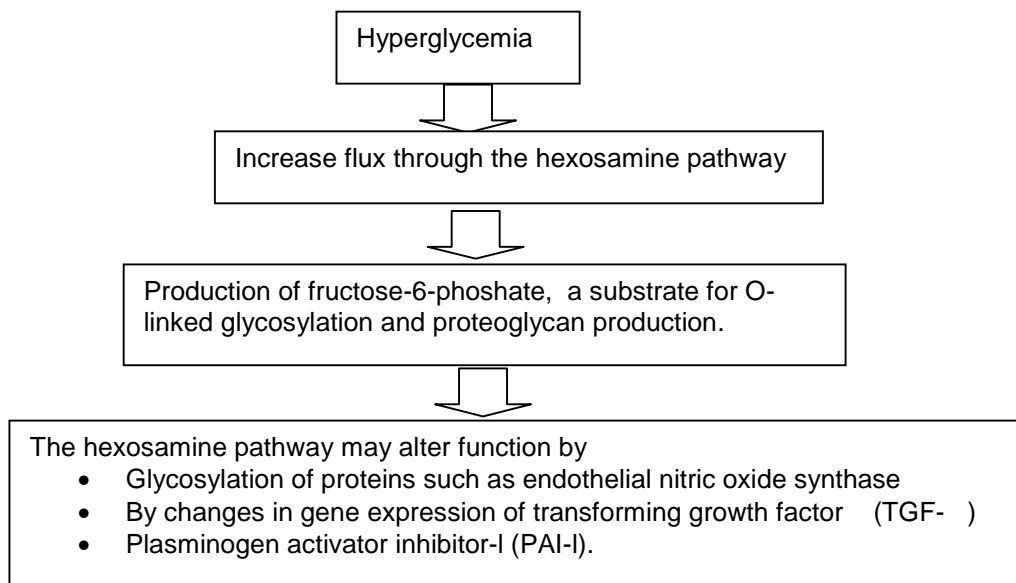 Hyperglycemia
Increase flux through the hexosamine pathway
Production of fructose-6-phoshate, a substrate for O-
linked glycosylation and proteoglycan production.
The hexosamine pathway may alter function by
• Glycosylation of proteins such as endothelial nitric oxide synthase
• By changes in gene expression of transforming growth factor (TGF- )
• Plasminogen activator inhibitor-l (PAI-l).